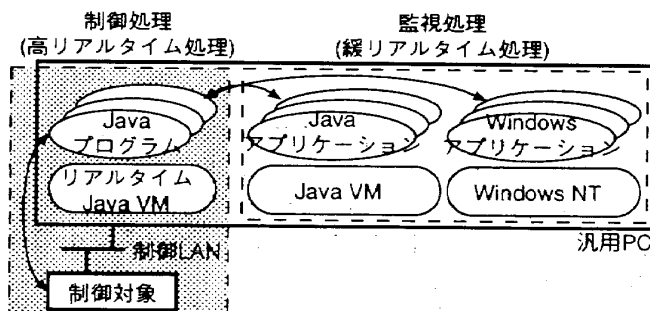 制御処理
(高リアルタイム処理)
監視処理
(緩リアルタイム処理)
Java
プログラム
Java
アプリケーション
Windows
アプリケーション
リアルタイム
Java VM
Java VM
Windows NT
制御LAN
汎用PC
制御対象